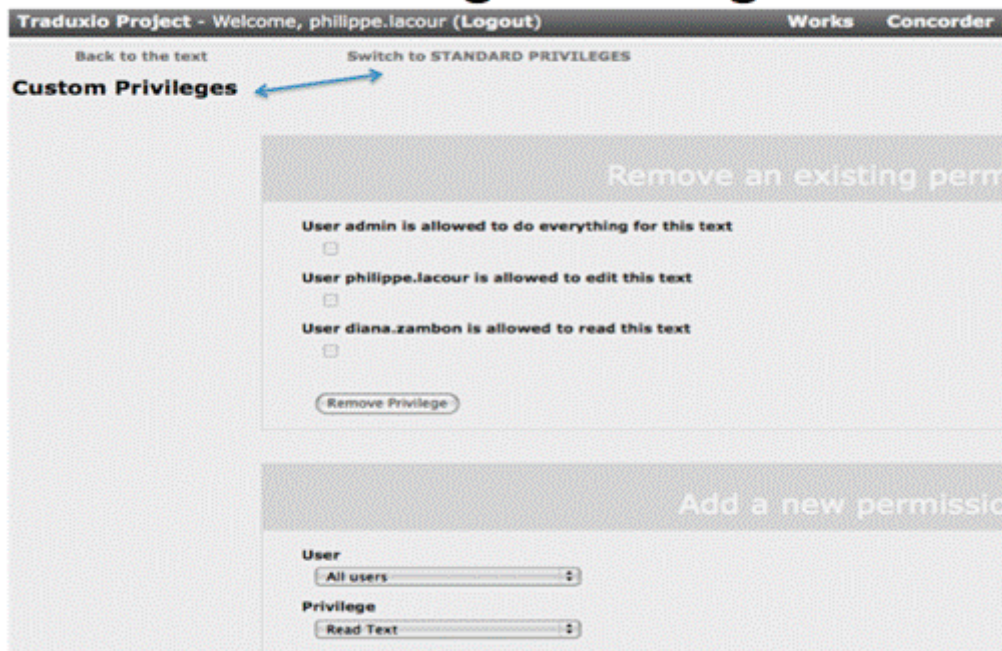 Traduxio Project - Welcome, philippe.lacour (Logout) Works Concorder
Back to the text Switch to STANDARD PRIVILEGES
Custom Privileges
Remove an existing perm
User admin is allowed to do everything for this text
User philippe.lacour is allowed to edit this text
User diana.zambon is allowed to read this text
Remove Privilege
Add a new permissio
User
All users
Privilege
Read Text